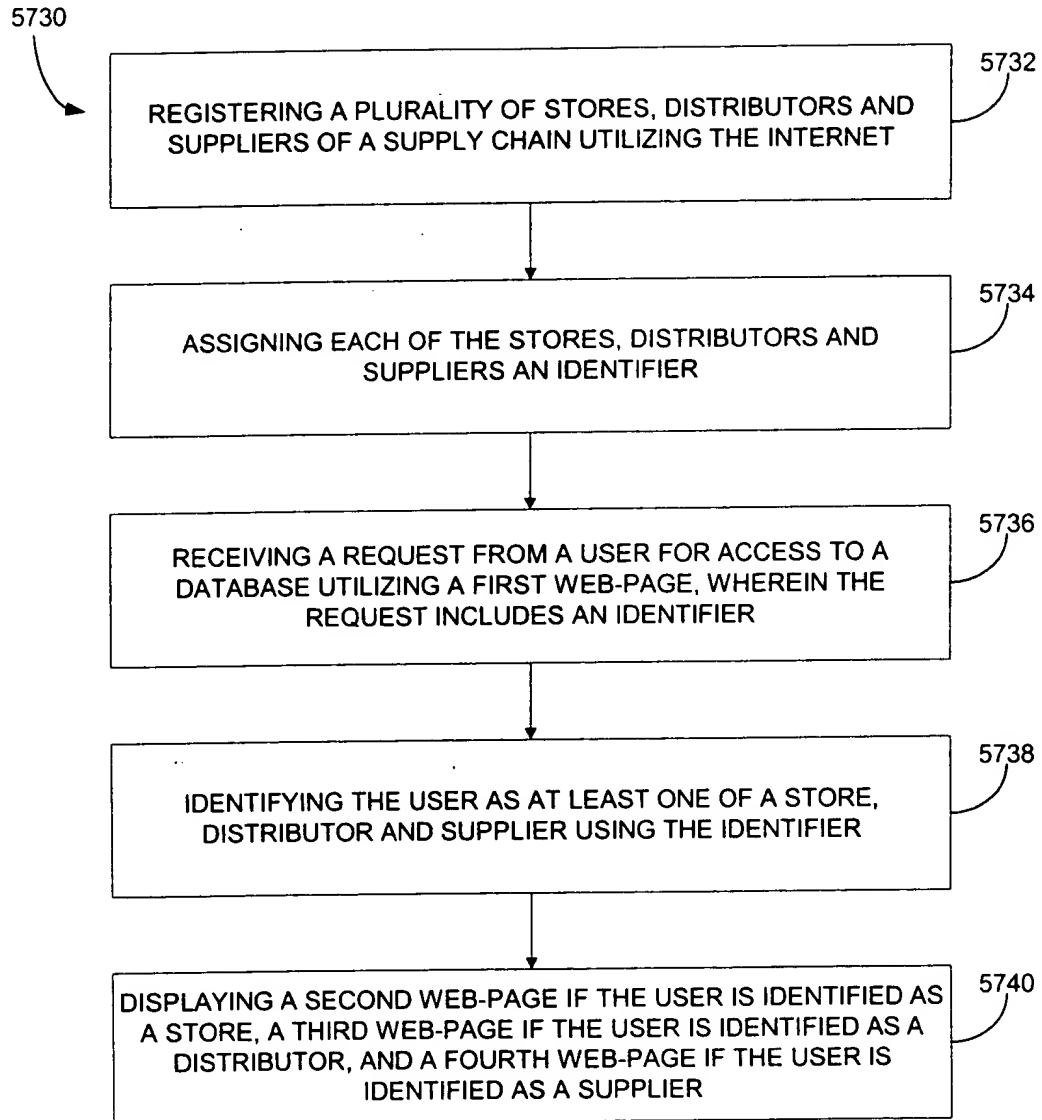 5730
5732
REGISTERING A PLURALITY OF STORES, DISTRIBUTORS AND
SUPPLIERS OF A SUPPLY CHAIN UTILIZING THE INTERNET
5734
ASSIGNING EACH OF THE STORES, DISTRIBUTORS AND
SUPPLIERS AN IDENTIFIER
5736
RECEIVING A REQUEST FROM A USER FOR ACCESS TO A
DATABASE UTILIZING A FIRST WEB-PAGE, WHEREIN THE
REQUEST INCLUDES AN IDENTIFIER
5738
IDENTIFYING THE USER AS AT LEAST ONE OF A STORE,
DISTRIBUTOR AND SUPPLIER USING THE IDENTIFIER
5740
DISPLAYING A SECOND WEB-PAGE IF THE USER IS IDENTIFIED AS
A STORE, A THIRD WEB-PAGE IF THE USER IS IDENTIFIED AS A
DISTRIBUTOR, AND A FOURTH WEB-PAGE IF THE USER IS
IDENTIFIED AS A SUPPLIER